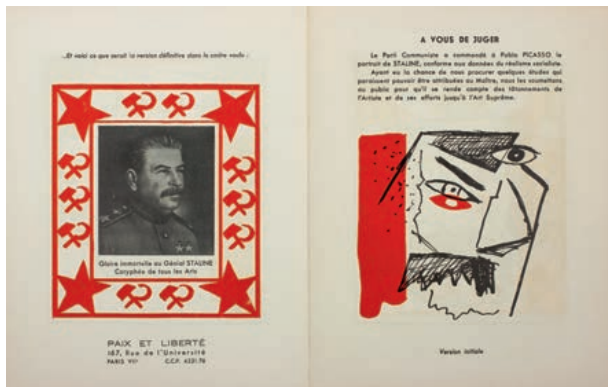 ...Et voici ce que serait la version définitive dans le cadre voulu :
Gloire immortelle au Génial STALINE
Coryphée de tous les Arts
PAIX ET LIBERTÉ
167, Rue de l'Université
PARIS VIIᵉ C.C.P. 6231-76
A VOUS DE JUGER
Le Parti Communiste a commandé à Pablo PICASSO le
portrait de STALINE, conforme aux données du réalisme socialiste.
Ayant eu la chance de nous procurer quelques études qui
paraissent pouvoir être attribuées au Maître, nous les soumettons
au public pour qu'il se rende compte des tâtonnements de
l'Artiste et de ses efforts jusqu'à l'Art Suprême.
Version initiale